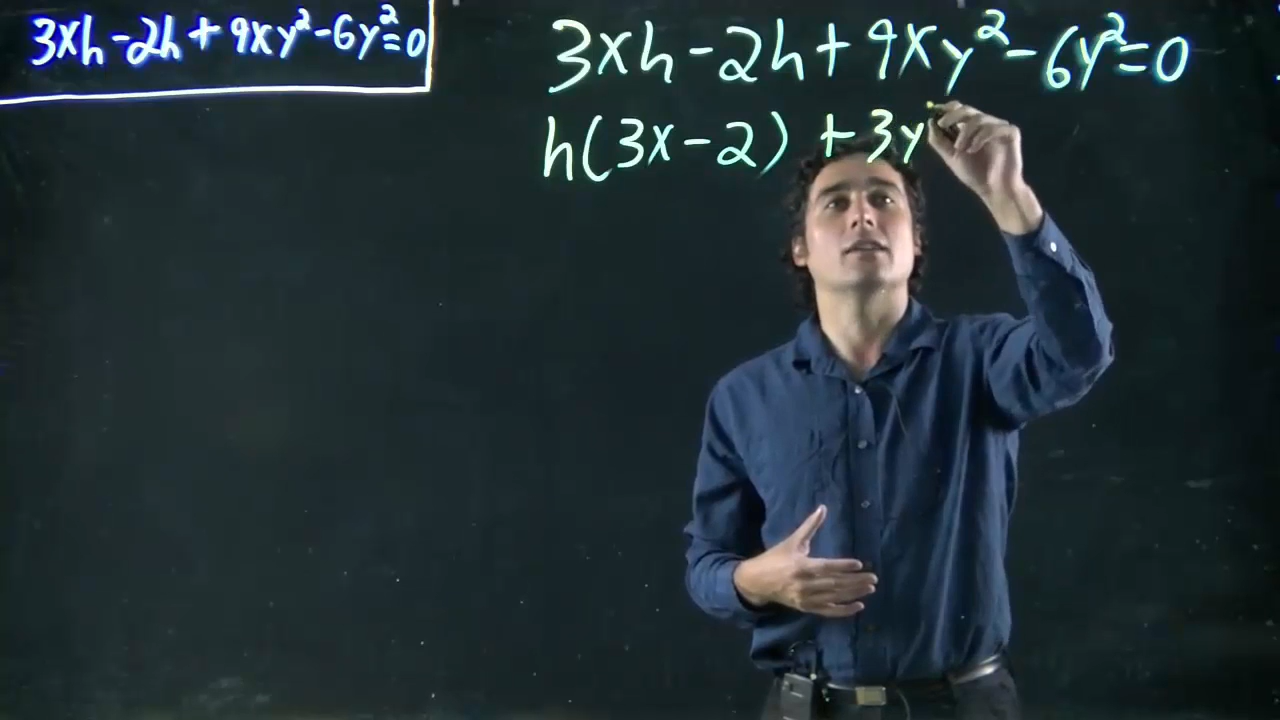 3xh - 2h + 9xy² - 6y² = 0
3xh - 2h + 9xy² - 6y² = 0
h(3x - 2) + 3y